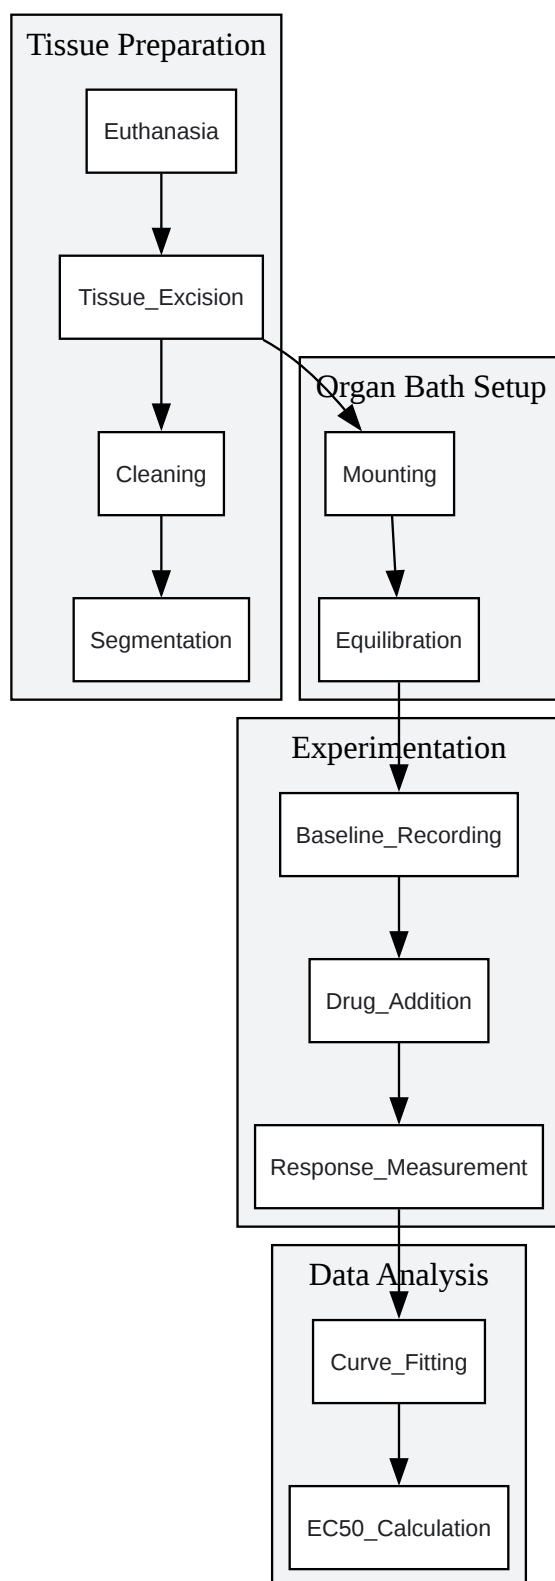 Tissue Preparation
Euthanasia
Tissue_Excision
Cleaning
Segmentation
Organ Bath Setup
Mounting
Equilibration
Experimentation
Baseline_Recording
Drug_Addition
Response_Measurement
Data Analysis
Curve_Fitting
EC50_Calculation